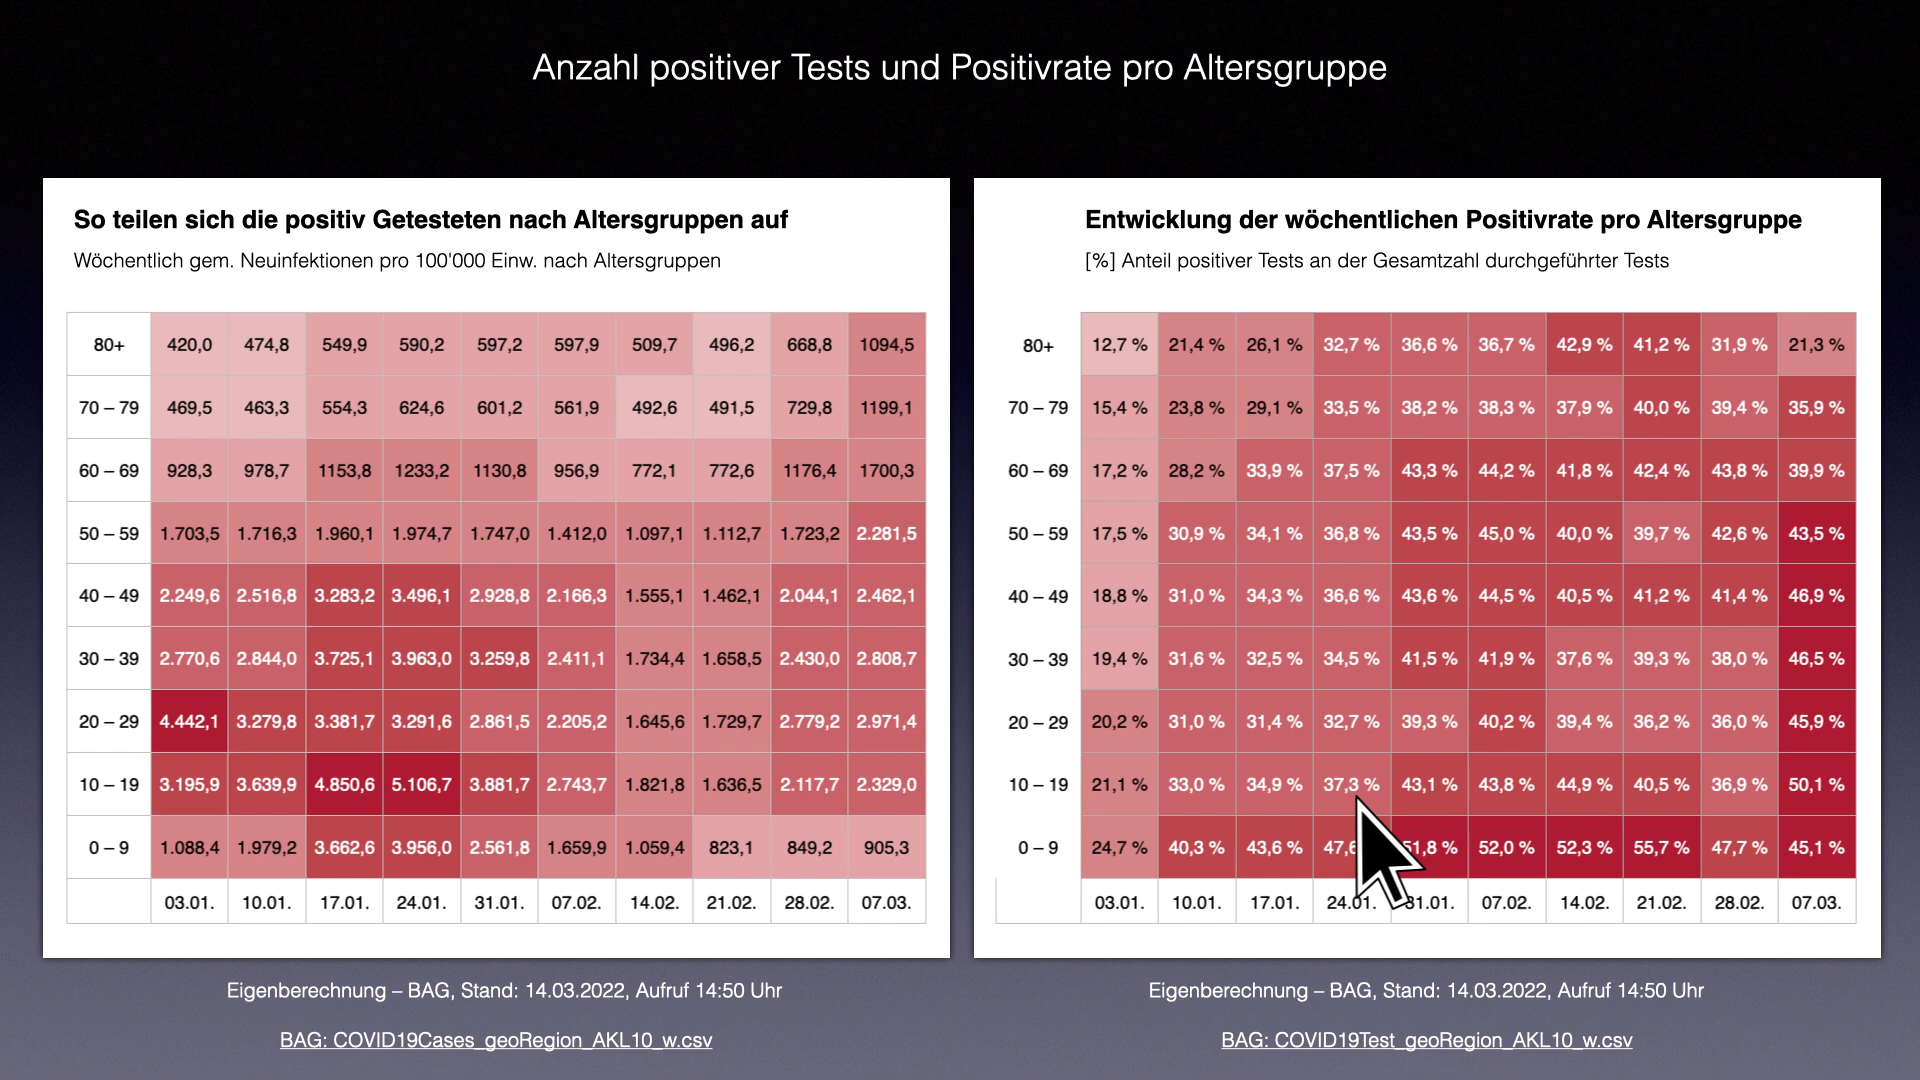 Anzahl positiver Tests und Positivrate pro Altersgruppe
So teilen sich die positiv Getesteten nach Altersgruppen auf
Wöchentlich gem. Neuinfektionen pro 100'000 Einw. nach Altersgruppen
80+ 420,0 474,8 549,9 590,2 597,2 597,9 509,7 496,2 668,8 1094,5
70 – 79 469,5 463,3 554,3 624,6 601,2 561,9 492,6 491,5 729,8 1199,1
60 – 69 928,3 978,7 1153,8 1233,2 1130,8 956,9 772,1 772,6 1176,4 1700,3
50 – 59 1.703,5 1.716,3 1.960,1 1.974,7 1.747,0 1.412,0 1.097,1 1.112,7 1.723,2 2.281,5
40 – 49 2.249,6 2.516,8 3.283,2 3.496,1 2.928,8 2.166,3 1.555,1 1.462,1 2.044,1 2.462,1
30 – 39 2.770,6 2.844,0 3.725,1 3.963,0 3.259,8 2.411,1 1.734,4 1.658,5 2.430,0 2.808,7
20 – 29 4.442,1 3.279,8 3.381,7 3.291,6 2.861,5 2.205,2 1.645,6 1.729,7 2.779,2 2.971,4
10 – 19 3.195,9 3.639,9 4.850,6 5.106,7 3.881,7 2.743,7 1.821,8 1.636,5 2.117,7 2.329,0
0 – 9 1.088,4 1.979,2 3.662,6 3.956,0 2.561,8 1.659,9 1.059,4 823,1 849,2 905,3
03.01. 10.01. 17.01. 24.01. 31.01. 07.02. 14.02. 21.02. 28.02. 07.03.
Eigenberechnung – BAG, Stand: 14.03.2022, Aufruf 14:50 Uhr
BAG: COVID19Cases_geoRegion_AKL10_w.csv
Entwicklung der wöchentlichen Positivrate pro Altersgruppe
[%] Anteil positiver Tests an der Gesamtzahl durchgeführter Tests
80+ 12,7 % 21,4 % 26,1 % 32,7 % 36,6 % 36,7 % 42,9 % 41,2 % 31,9 % 21,3 %
70 – 79 15,4 % 23,8 % 29,1 % 33,5 % 38,2 % 38,3 % 37,9 % 40,0 % 39,4 % 35,9 %
60 – 69 17,2 % 28,2 % 33,9 % 37,5 % 43,3 % 44,2 % 41,8 % 42,4 % 43,8 % 39,9 %
50 – 59 17,5 % 30,9 % 34,1 % 36,8 % 43,5 % 45,0 % 40,0 % 39,7 % 42,6 % 43,5 %
40 – 49 18,8 % 31,0 % 34,3 % 36,6 % 43,6 % 44,5 % 40,5 % 41,2 % 41,4 % 46,9 %
30 – 39 19,4 % 31,6 % 32,5 % 34,5 % 41,5 % 41,9 % 37,6 % 39,3 % 38,0 % 46,5 %
20 – 29 20,2 % 31,0 % 31,4 % 32,7 % 39,3 % 40,2 % 39,4 % 36,2 % 36,0 % 45,9 %
10 – 19 21,1 % 33,0 % 34,9 % 37,3 % 43,1 % 43,8 % 44,9 % 40,5 % 36,9 % 50,1 %
0 – 9 24,7 % 40,3 % 43,6 % 52,0 % 52,3 % 55,7 % 47,7 % 45,1 %
03.01. 10.01. 17.01. 24.01. 31.01. 07.02. 14.02. 21.02. 28.02. 07.03.
Eigenberechnung – BAG, Stand: 14.03.2022, Aufruf 14:50 Uhr
BAG: COVID19Test_geoRegion_AKL10_w.csv